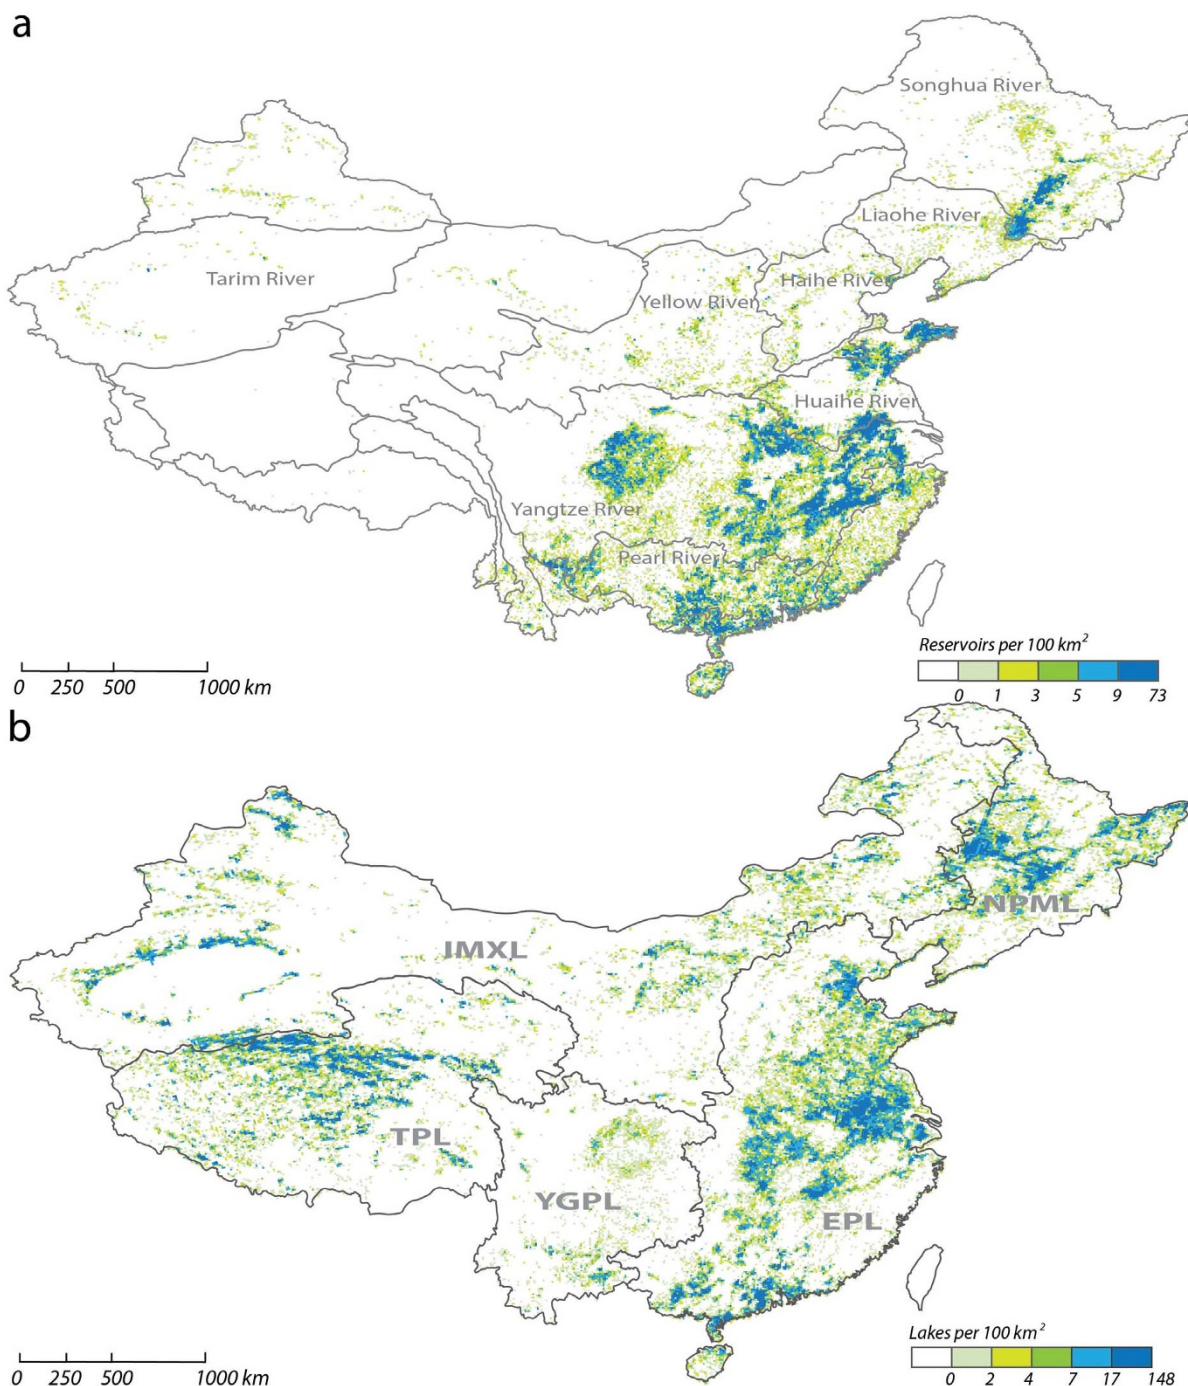 a
Songhua River
Liaohe River
Tarim River
Haihe River
Yellow River
Huaihe River
Yangtze River
Pearl River
Reservoirs per 100 km²
0 1 3 5 9 73
0 250 500 1000 km
b
NPML
IMXL
TPL
YGPL
EPL
Lakes per 100 km²
0 2 4 7 17 148
0 250 500 1000 km